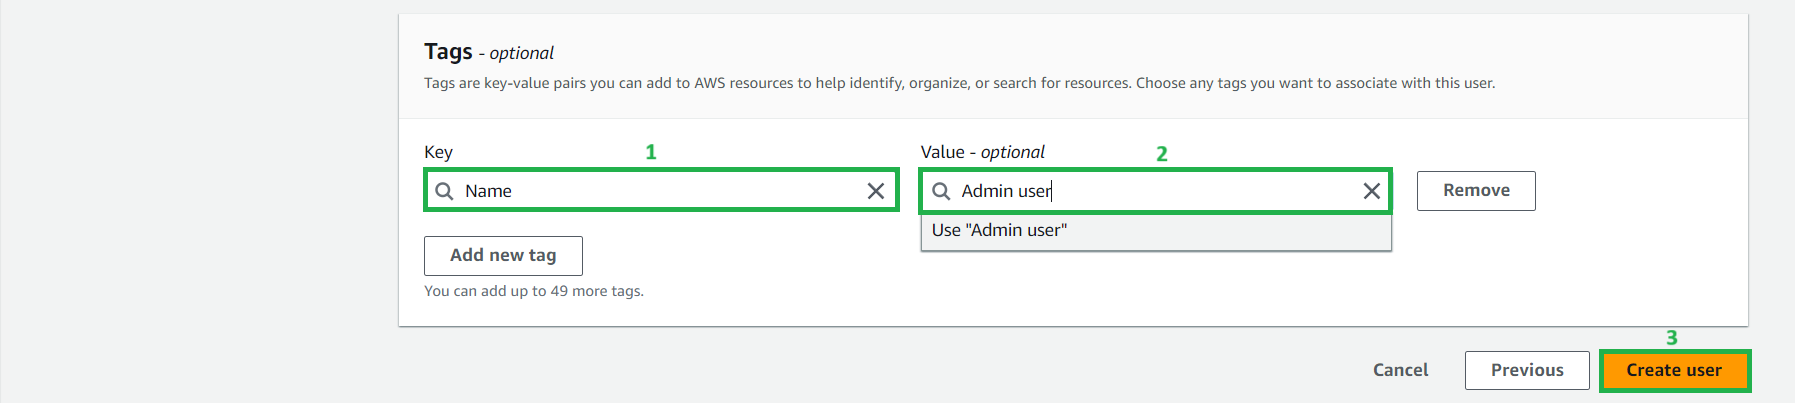 Tags - optional
Tags are key-value pairs you can add to AWS resources to help identify, organize, or search for resources. Choose any tags you want to associate with this user.
Key 1 Value - optional 2
Name Admin user Remove
Use "Admin user"
Add new tag
You can add up to 49 more tags.
3
Cancel Previous Create user